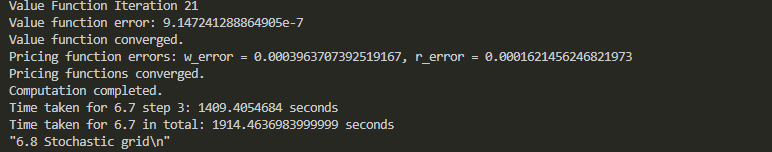 Value Function Iteration 21
Value function error: 9.147241288864905e-7
Value function converged.
Pricing function errors: w_error = 0.0003963707392519167, r_error = 0.0001621456246821973
Pricing functions converged.
Computation completed.
Time taken for 6.7 step 3: 1409.4054684 seconds
Time taken for 6.7 in total: 1914.4636983999999 seconds
"6.8 Stochastic grid\n"